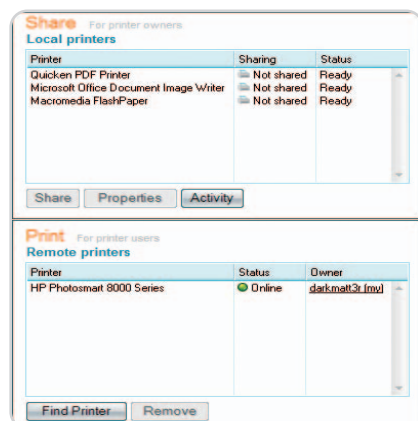 Share For printer owners
Local printers
Printer Sharing Status
Quicken PDF Printer Not shared Ready
Microsoft Office Document Image Writer Not shared Ready
Macromedia FlashPaper Not shared Ready
Share Properties Activity
Print For printer users
Remote printers
Printer Status Owner
HP Photosmart 8000 Series Online darkmatt3r (my)
Find Printer Remove